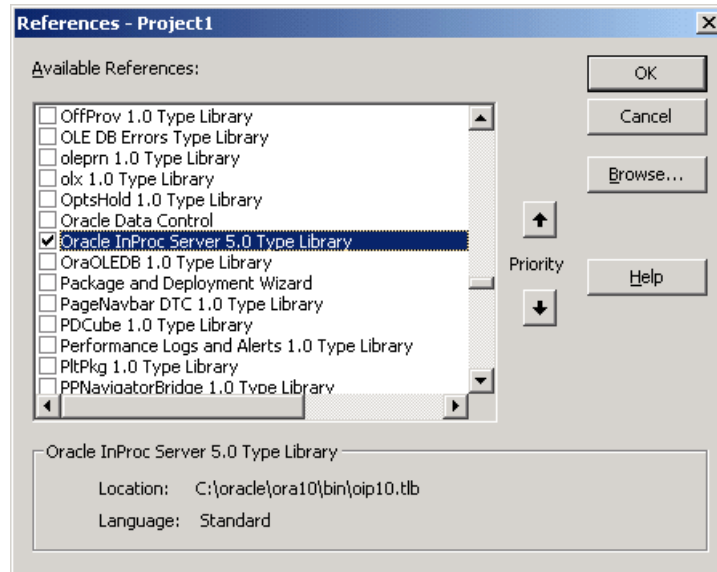 References - Project1
Available References:
OffProv 1.0 Type Library
OLE DB Errors Type Library
oleprn 1.0 Type Library
olx 1.0 Type Library
OptsHold 1.0 Type Library
Oracle Data Control
Oracle InProc Server 5.0 Type Library
OraOLEDB 1.0 Type Library
Package and Deployment Wizard
PageNavbar DTC 1.0 Type Library
PDCube 1.0 Type Library
Performance Logs and Alerts 1.0 Type Library
PltPkg 1.0 Type Library
PPNavigatorBridge 1.0 Type Library
Priority
OK
Cancel
Browse...
Help
Oracle InProc Server 5.0 Type Library
Location: C:\oracle\ora10\bin\oip10.tlb
Language: Standard